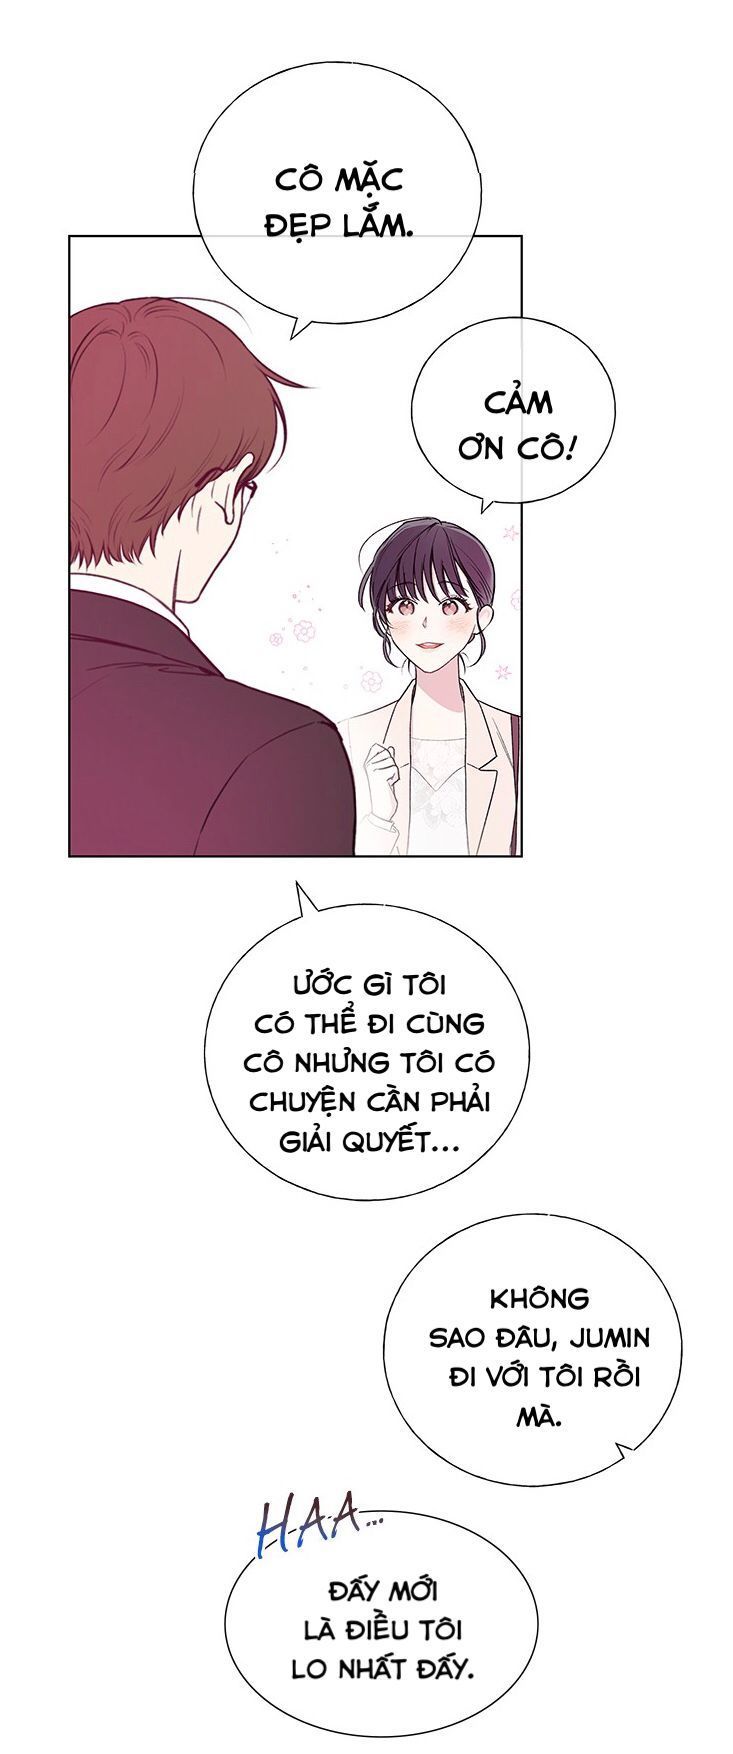 CÔ MẶC
ĐẸP LẮM.
CẢM
ƠN CÔ!
ƯỚC GÌ TÔI
CÓ THỂ ĐI CÙNG
CÔ NHƯNG TÔI CÓ
CHUYỆN CẦN PHẢI
GIẢI QUYẾT...
KHÔNG
SAO ĐÂU, JUMIN
ĐI VỚI TÔI RỒI
MÀ.
HAA...
ĐẤY MỚI
LÀ ĐIỀU TÔI
LO NHẤT ĐẤY.